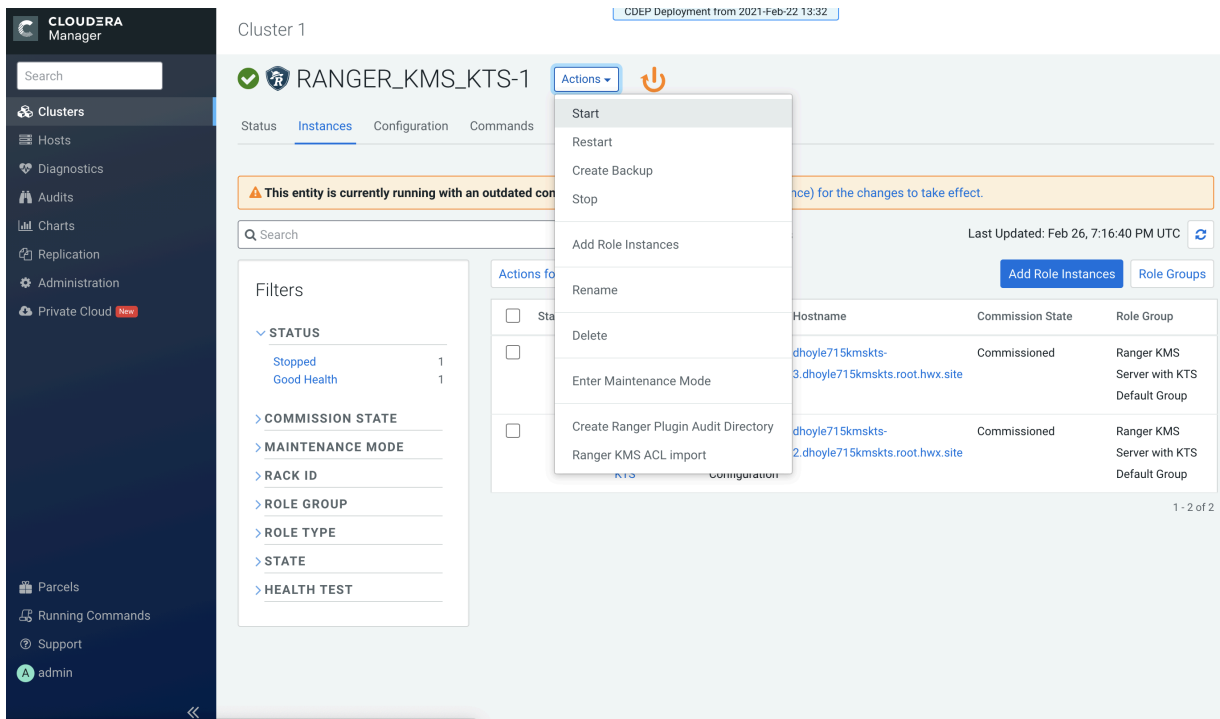 CLOUDERA
Manager
Search
Clusters
Hosts
Diagnostics
Audits
Charts
Replication
Administration
Private Cloud New
Parcels
Running Commands
Support
A admin
CDEP Deployment from 2021-Feb-22 13:32
Cluster 1
RANGER_KMS_KTS-1 Actions
Status Instances Configuration Commands
Start
Restart
Create Backup
Stop
Add Role Instances
Rename
Delete
Enter Maintenance Mode
Create Ranger Plugin Audit Directory
Ranger KMS ACL import
This entity is currently running with an outdated con nce) for the changes to take effect.
Search
Last Updated: Feb 26, 7:16:40 PM UTC
Filters
STATUS
Stopped 1
Good Health 1
COMMISSION STATE
MAINTENANCE MODE
RACK ID
ROLE GROUP
ROLE TYPE
STATE
HEALTH TEST
Actions fo Add Role Instances Role Groups
Sta Hostname Commission State Role Group
dhoyle715kmskts- Commissioned Ranger KMS
3.dhoyle715kmskts.root.hwx.site Server with KTS
Default Group
dhoyle715kmskts- Commissioned Ranger KMS
2.dhoyle715kmskts.root.hwx.site Server with KTS
KTS Configuration Default Group
1 - 2 of 2